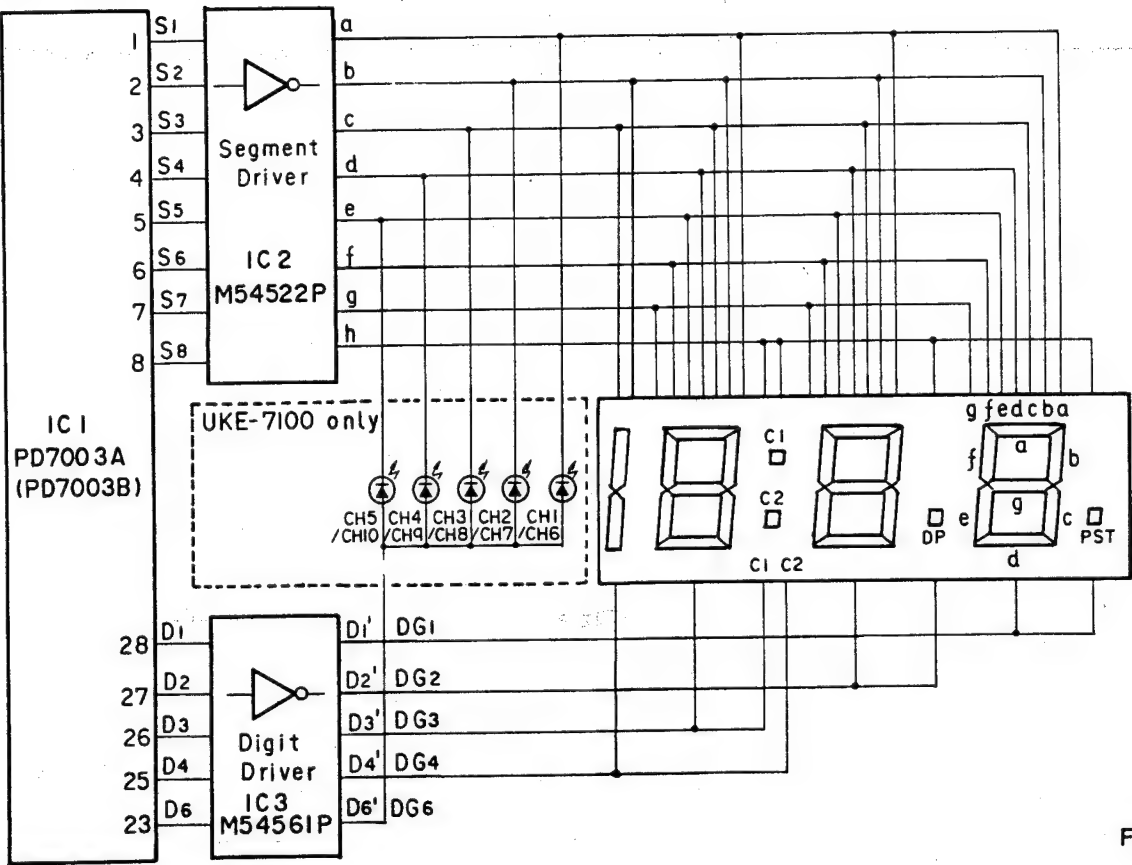 1 S1
2 S2
3 S3
4 S4
5 S5
6 S6
7 S7
8 S8
Segment
Driver
IC2
M54522P
a
b
c
d
e
f
g
h
IC1
PD7003A
(PD7003B)
UKE-7100 only
CH5 CH4 CH3 CH2 CH1
/CH10 /CH9 /CH8 /CH7 /CH6
g f e d c b a
C1
C2
C1 C2
DP
a
f b
g
e c
d
PST
28 D1
27 D2
26 D3
25 D4
23 D6
Digit
Driver
IC3
M54561P
D1' DG1
D2' DG2
D3' DG3
D4' DG4
D6' DG6
F